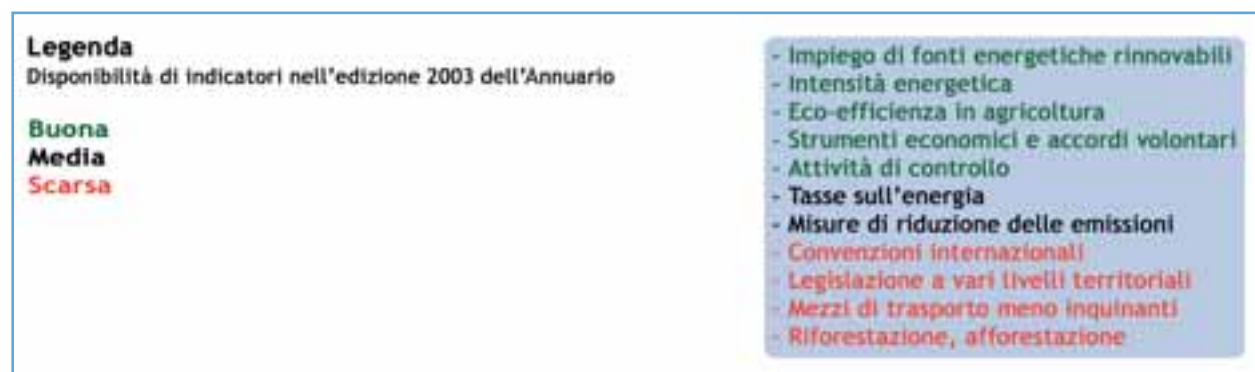 Legenda
Disponibilità di indicatori nell'edizione 2003 dell'Annuario
Buona
Media
Scarsa
- Impiego di fonti energetiche rinnovabili
- Intensità energetica
- Eco-efficienza in agricoltura
- Strumenti economici e accordi volontari
- Attività di controllo
- Tasse sull'energia
- Misure di riduzione delle emissioni
- Convenzioni internazionali
- Legislazione a vari livelli territoriali
- Mezzi di trasporto meno inquinanti
- Riforestazione, afforestazione